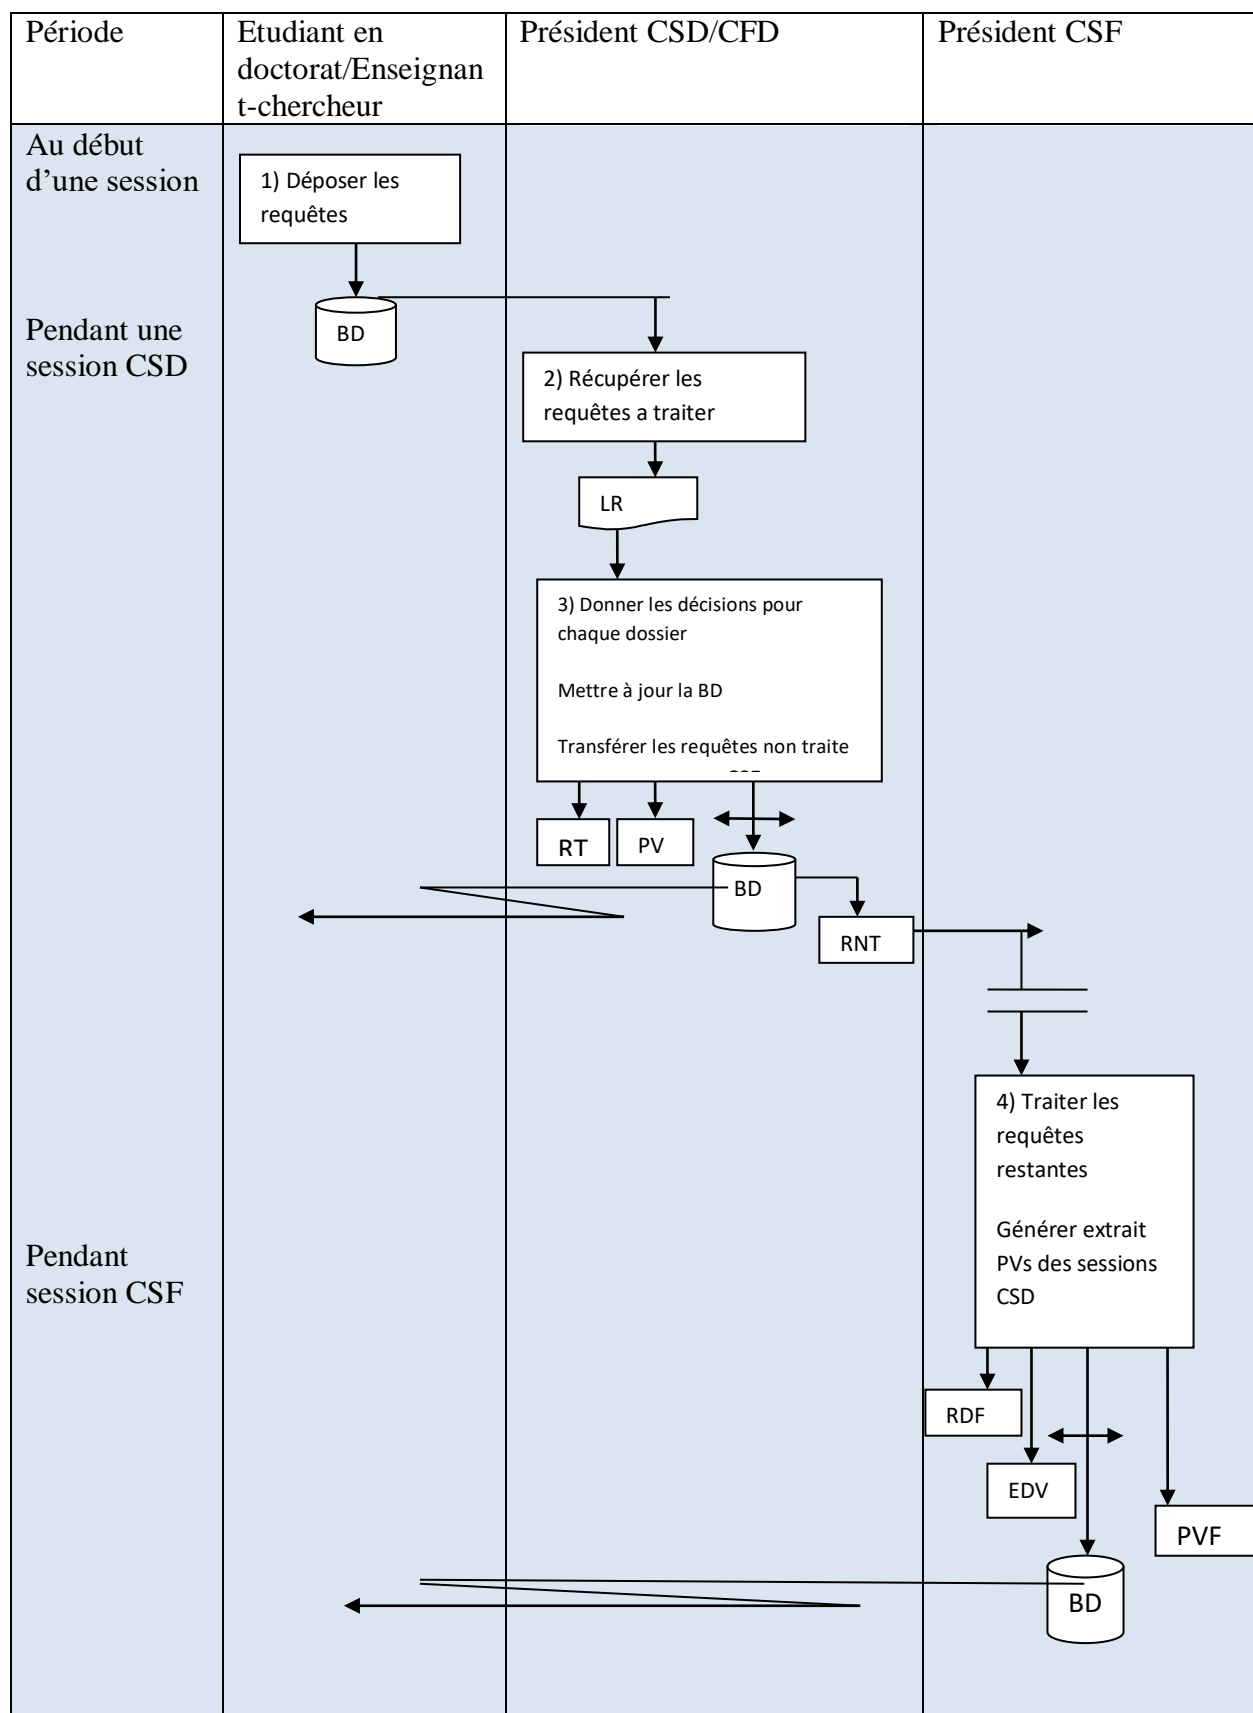 Période
Etudiant en
doctorat/Enseignan
t-chercheur
Président CSD/CFD
Président CSF
Au début
d’une session
1) Déposer les
requêtes
BD
Pendant une
session CSD
2) Récupérer les
requêtes a traiter
LR
3) Donner les décisions pour
chaque dossier
Mettre à jour la BD
Transférer les requêtes non traite
RT
PV
BD
RNT
4) Traiter les
requêtes
restantes
Générer extrait
PVs des sessions
CSD
Pendant
session CSF
RDF
EDV
PVF
BD